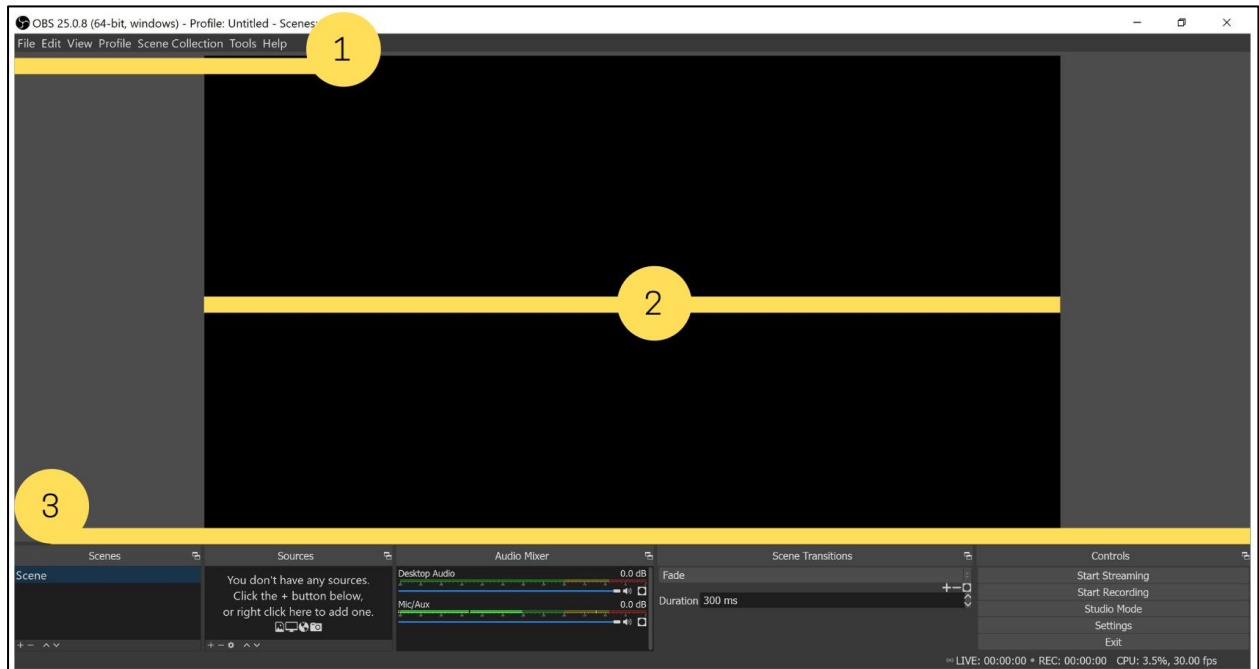 OBS 25.0.8 (64-bit, windows) - Profile: Untitled - Scenes:
File Edit View Profile Scene Collection Tools Help
1
2
3
Scenes
Scene
Sources
You don't have any sources.
Click the + button below,
or right click here to add one.
Audio Mixer
Desktop Audio 0.0 dB
Mic/Aux 0.0 dB
Scene Transitions
Fade
Duration 300 ms
Controls
Start Streaming
Start Recording
Studio Mode
Settings
Exit
LIVE: 00:00:00 REC: 00:00:00 CPU: 3.5%, 30.00 fps